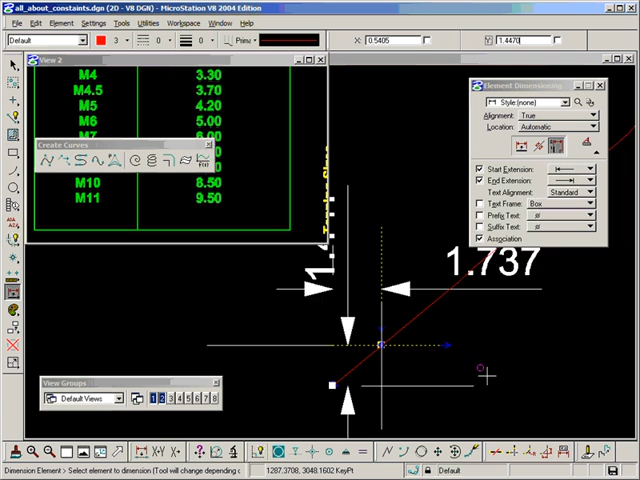 all_about_constaints.dgn (2D - V8 DGN) - MicroStation V8 2004 Edition
File Edit Element Settings Tools Utilities Workspace Window Help
Default 3 0 0 Prima
X: 0.5405 Y: 1.4470
View 2
M4 3.30
M4.5 3.70
M5 4.20
M6 5.00
M7 6.00
M10 8.50
M11 9.50
Create Curves
Element Dimensioning
Style:(none)
Alignment: True
Location: Automatic
Start Extension:
End Extension:
Text Alignment: Standard
Text Frame: Box
Prefix Text: ø
Suffix Text: ø
Association
1.737
View Groups
Default Views 1 2 3 4 5 6 7 8
Dimension Element > Select element to dimension (Tool will change depending c
1287.3708, 3048.1602 KeyPt
Default